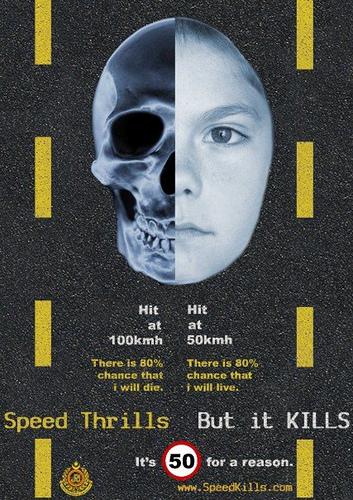 Hit
at
100kmh
Hit
at
50kmh
There is 80%
chance that
i will die.
There is 80%
chance that
i will live.
Speed Thrills But it KILLS
It's 50 for a reason.
www.SpeedKills.com